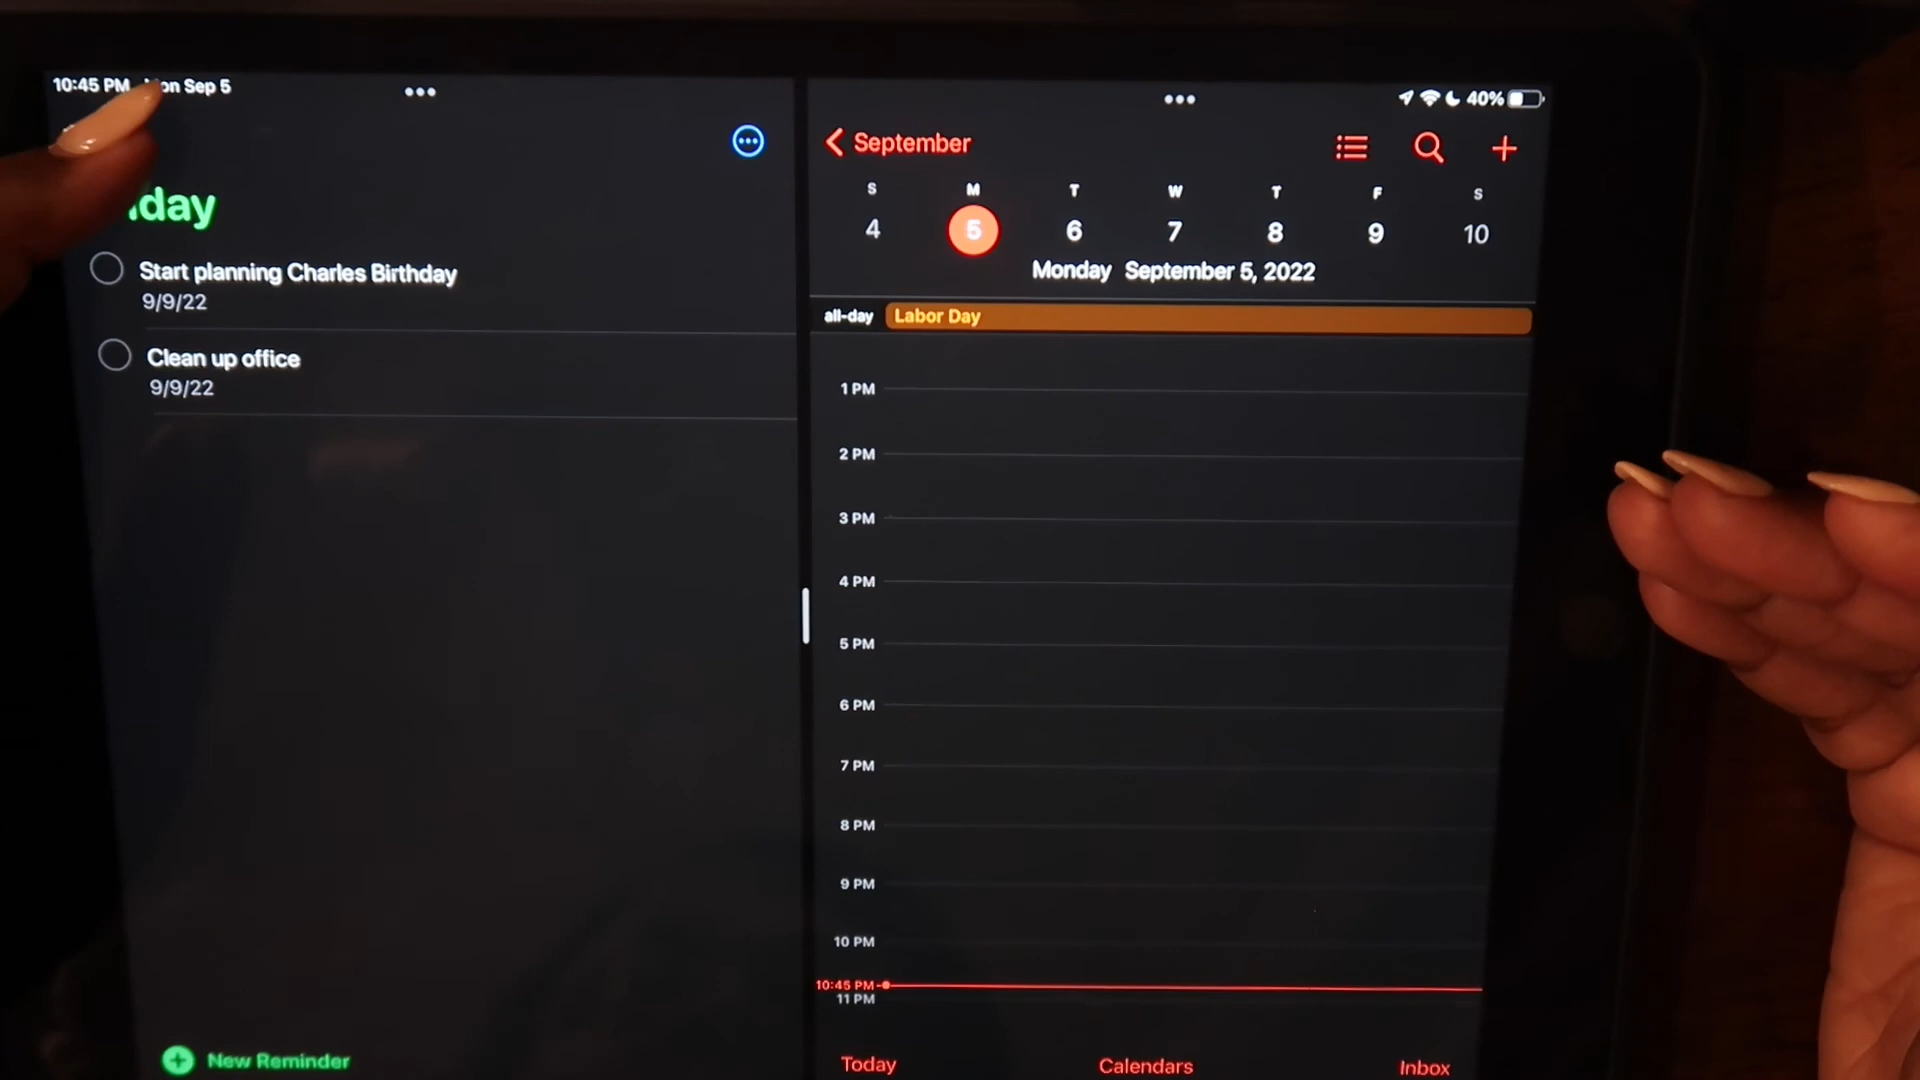 10:45 PM Mon Sep 5
40%
day
Start planning Charles Birthday
9/9/22
Clean up office
9/9/22
New Reminder
September
S M T W T F S
4 5 6 7 8 9 10
Monday September 5, 2022
all-day Labor Day
1 PM
2 PM
3 PM
4 PM
5 PM
6 PM
7 PM
8 PM
9 PM
10 PM
10:45 PM
11 PM
Today Calendars Inbox